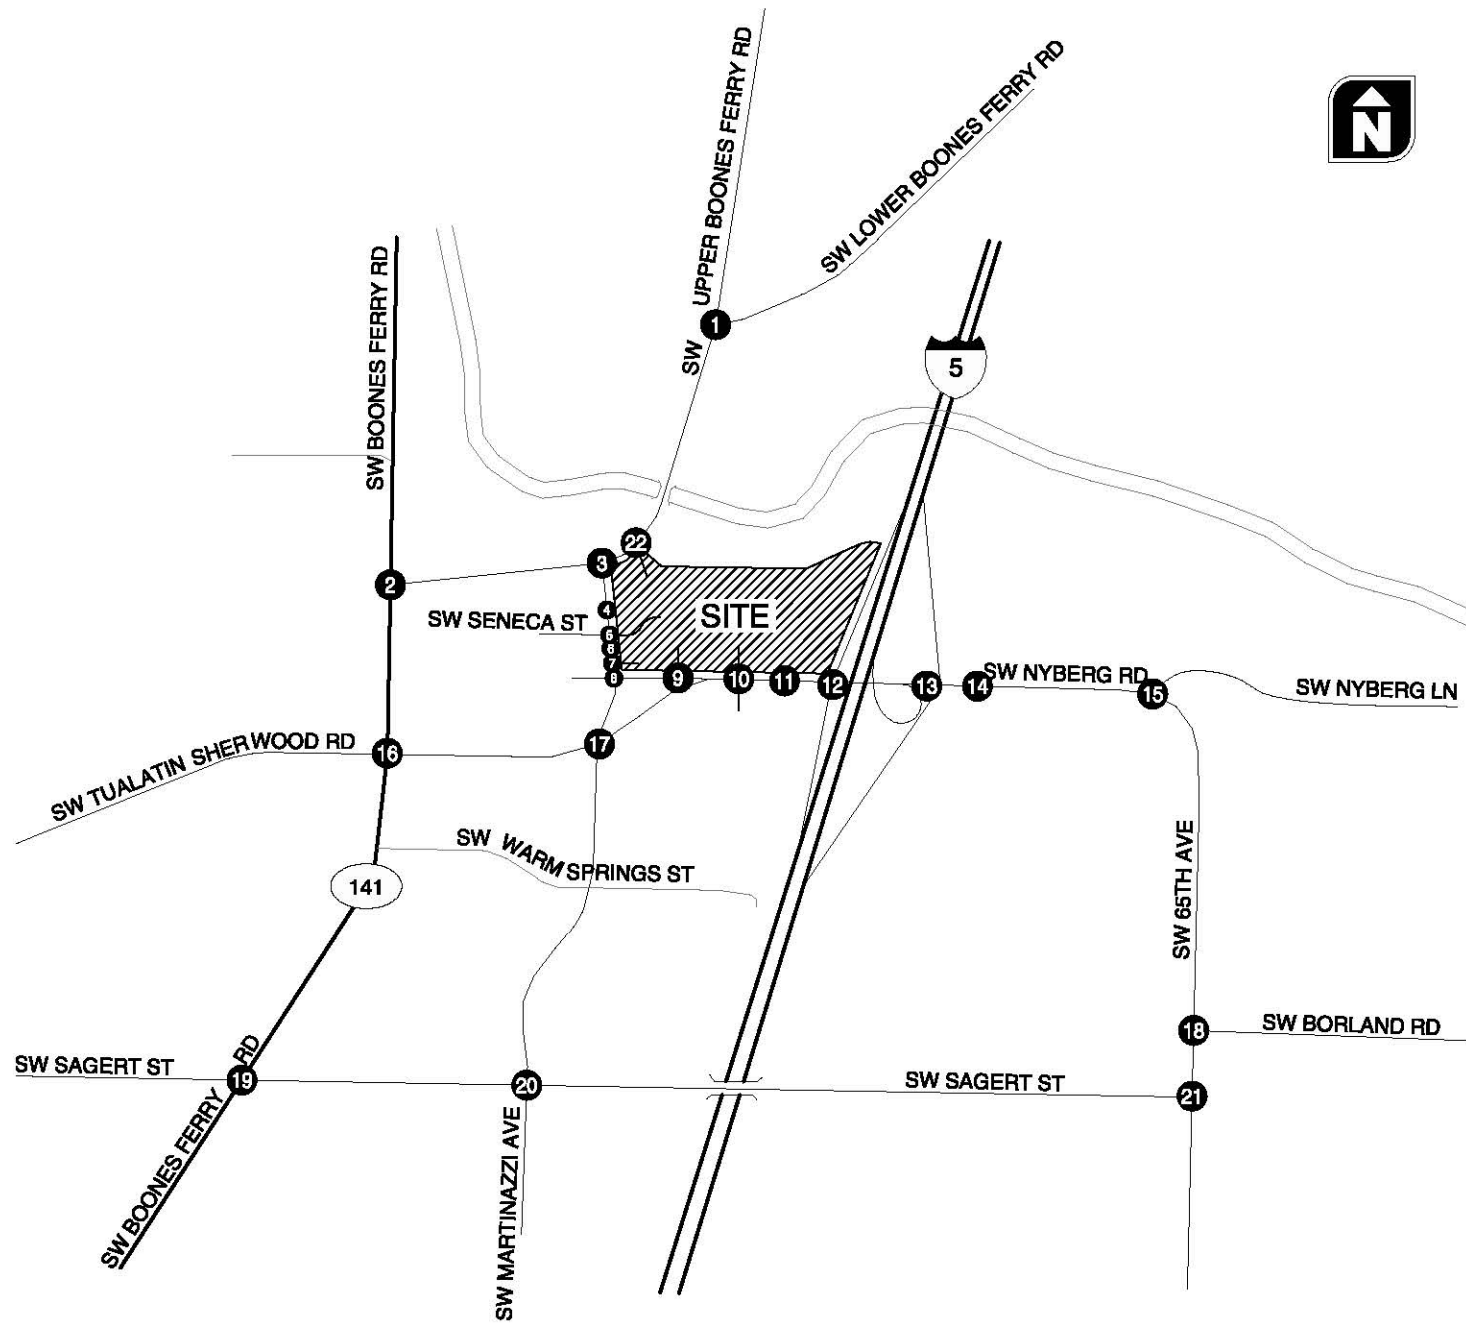 SW UPPER BOONES FERRY RD
SW LOWER BOONES FERRY RD
N
SW BOONES FERRY RD
1
5
22
3
2
4
SITE
SW SENECA ST
6
7
8
9
10
11
12
13
14
SW NYBERG RD
15
SW NYBERG LN
17
16
SW TUALATIN SHERWOOD RD
SW WARM SPRINGS ST
141
SW 65TH AVE
18
SW BORLAND RD
SW SAGERT ST
19
20
SW SAGERT ST
21
SW BOONES FERRY RD
SW MARTINAZZI AVE